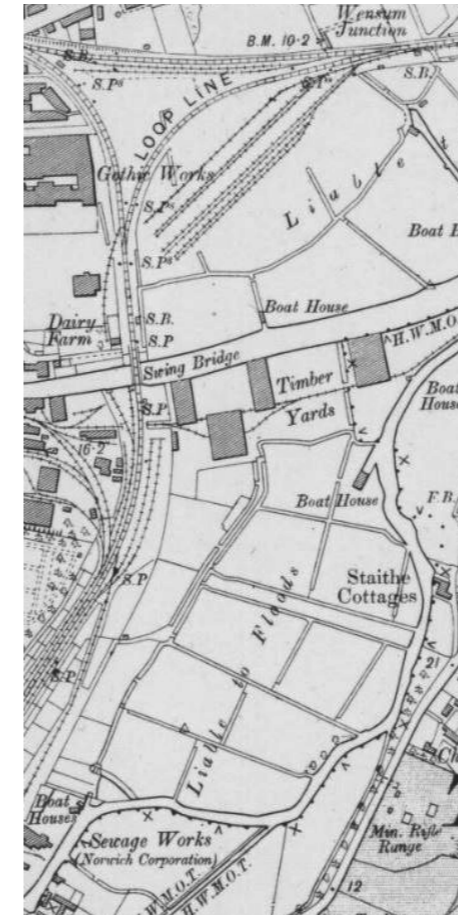 Wensum
Junction
B.M. 10·2
S.B.
S.Ps
LOOP LINE
S.B.
Gothic Works
S.Ps
Liable
S.Ps
Boat H
Boat House
Dairy
Farm
S.B.
S.P
H.W.M.O.
Swing Bridge
Timber
Yards
S.P.
Boat
House
16·2
Boat House
F.B.
S.P
Staithe
Cottages
Liable to Floods
21
S.P.
Boat
Houses
Min. Rifle
Range
Sewage Works
(Norwich Corporation)
W.M.O.T.
H.W.M.O.T.
12